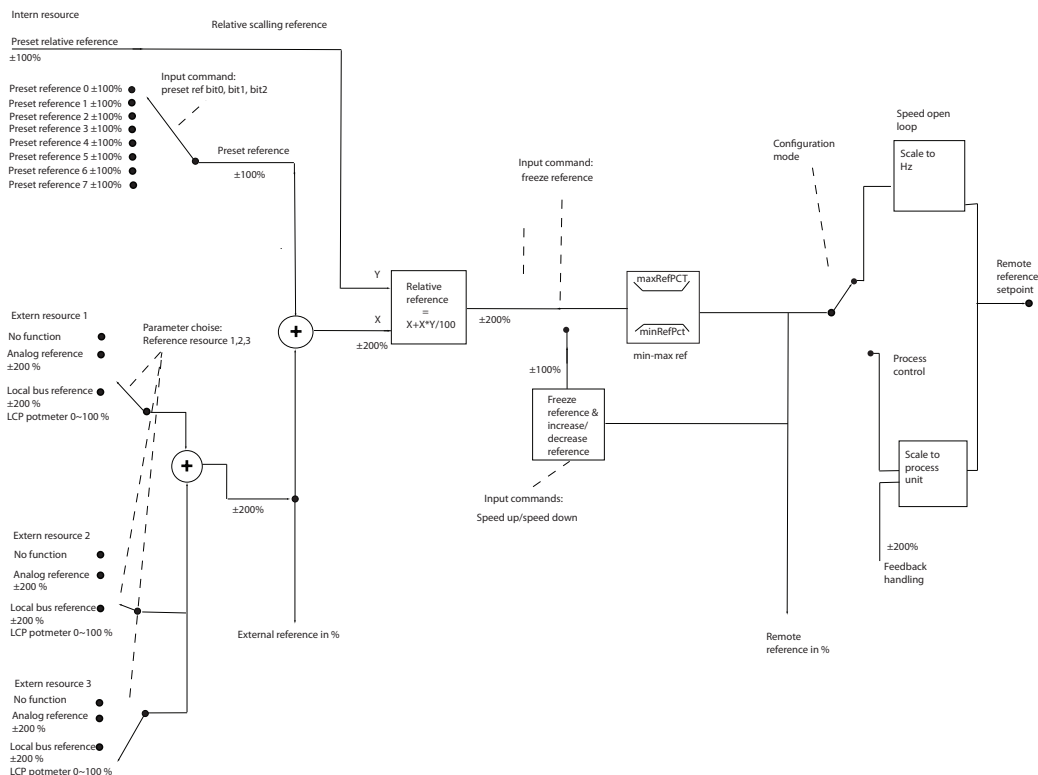 Intern resource
Relative scalling reference
Preset relative reference
±100%
Input command:
preset ref bit0, bit1, bit2
Preset reference 0 ±100%
Preset reference 1 ±100%
Preset reference 2 ±100%
Preset reference 3 ±100%
Preset reference 4 ±100%
Preset reference 5 ±100%
Preset reference 6 ±100%
Preset reference 7 ±100%
Preset reference
±100%
Input command:
freeze reference
Configuration
mode
Speed open
loop
Scale to
Hz
Y
X
±200%
Relative
reference
=
X+X*Y/100
±200%
maxRefPCT
minRefPct
min-max ref
Remote
reference
setpoint
Extern resource 1
No function
Analog reference
±200 %
Local bus reference
±200 %
LCP potmeter 0~100 %
Parameter choise:
Reference resource 1,2,3
+
+
±200%
±100%
Freeze
reference &
increase/
decrease
reference
Input commands:
Speed up/speed down
Process
control
Scale to
process
unit
±200%
Feedback
handling
Extern resource 2
No function
Analog reference
±200 %
Local bus reference
±200 %
LCP potmeter 0~100 %
External reference in %
Remote
reference in %
Extern resource 3
No function
Analog reference
±200 %
Local bus reference
±200 %
LCP potmeter 0~100 %